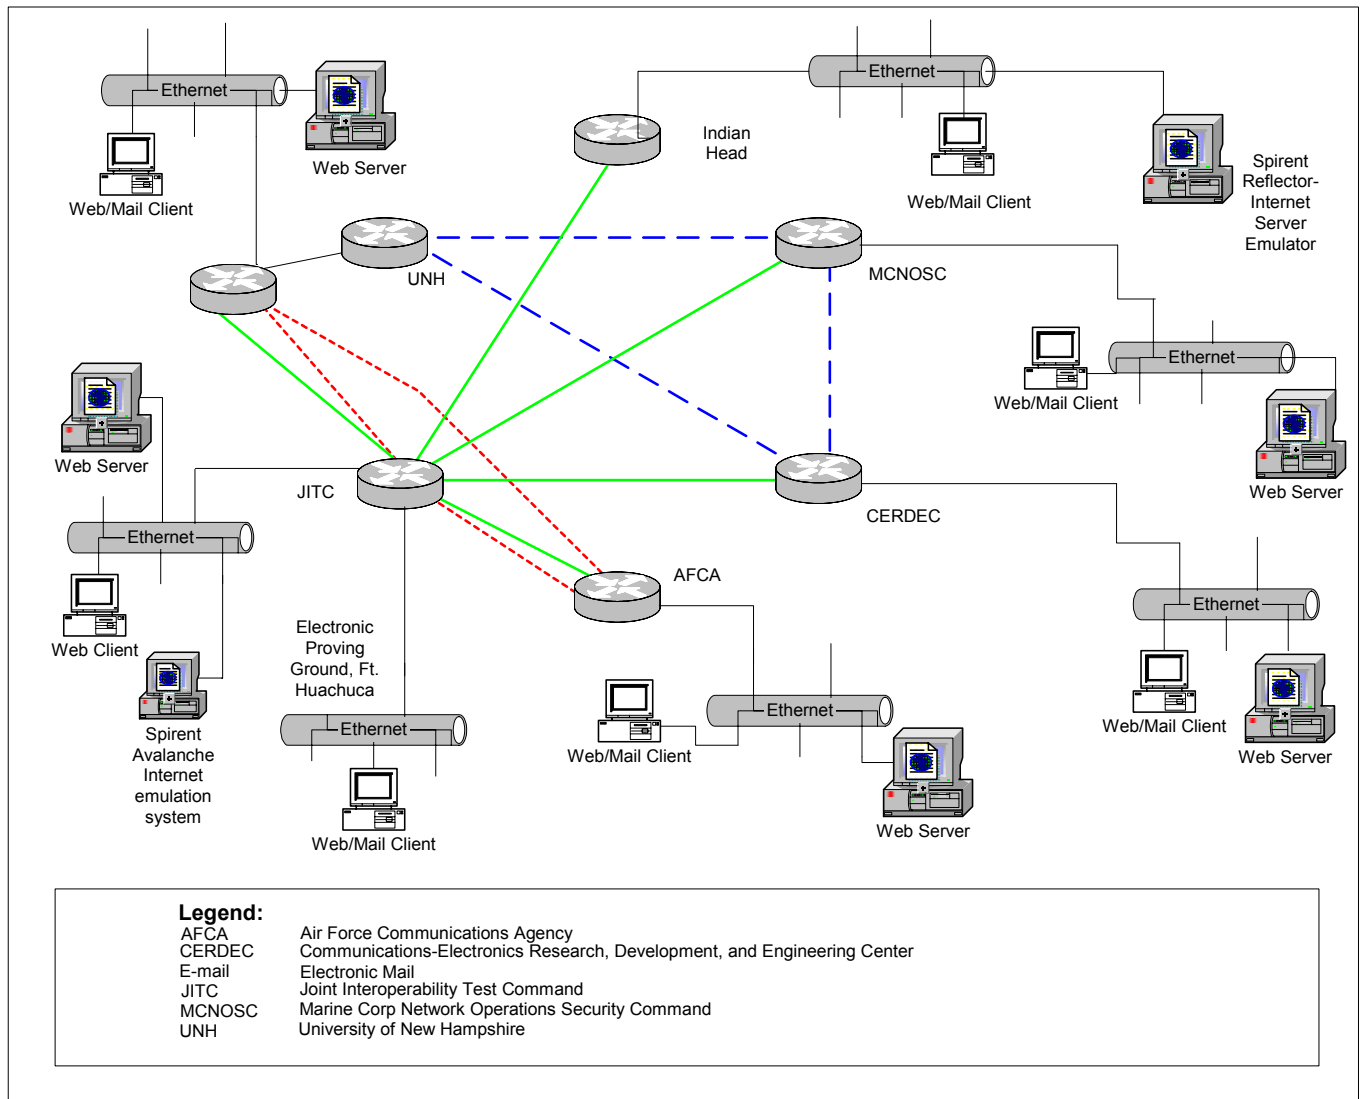 Ethernet
Web Server
Web/Mail Client
Ethernet
Indian
Head
Web/Mail Client
Spirent
Reflector-
Internet
Server
Emulator
UNH
MCNOSC
Ethernet
Web/Mail Client
Web Server
Web Server
JITC
CERDEC
Ethernet
Web Client
AFCA
Ethernet
Web/Mail Client
Web Server
Electronic
Proving
Ground, Ft.
Huachuca
Ethernet
Web/Mail Client
Spirent
Avalanche
Internet
emulation
system
Web/Mail Client
Ethernet
Web Server
Legend:
AFCA Air Force Communications Agency
CERDEC Communications-Electronics Research, Development, and Engineering Center
E-mail Electronic Mail
JITC Joint Interoperability Test Command
MCNOSC Marine Corp Network Operations Security Command
UNH University of New Hampshire